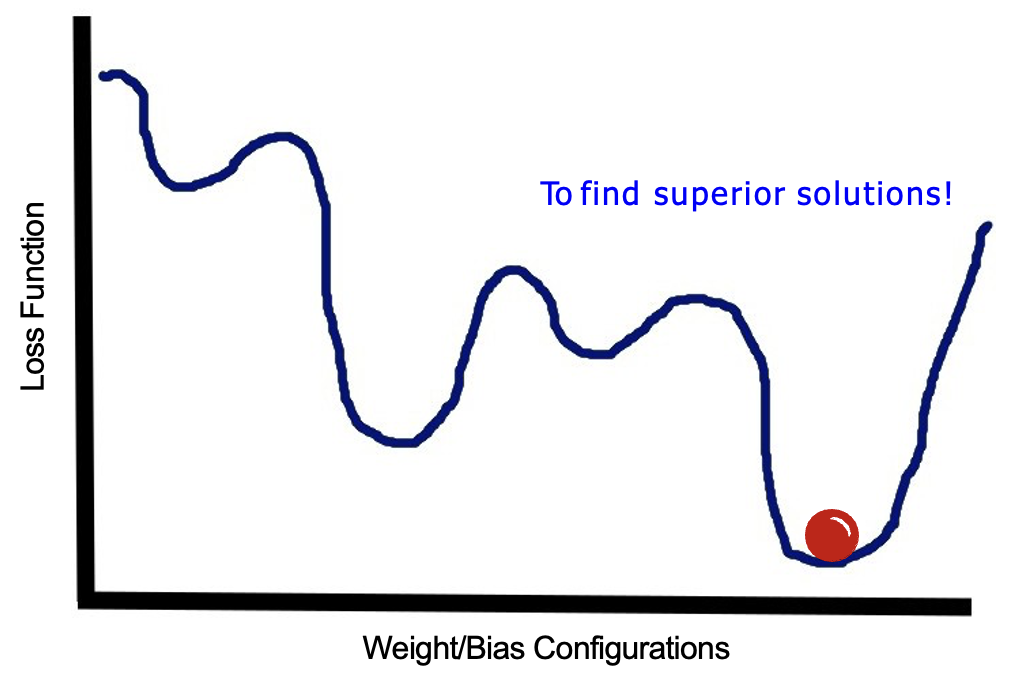 To find superior solutions!
Loss Function
Weight/Bias Configurations